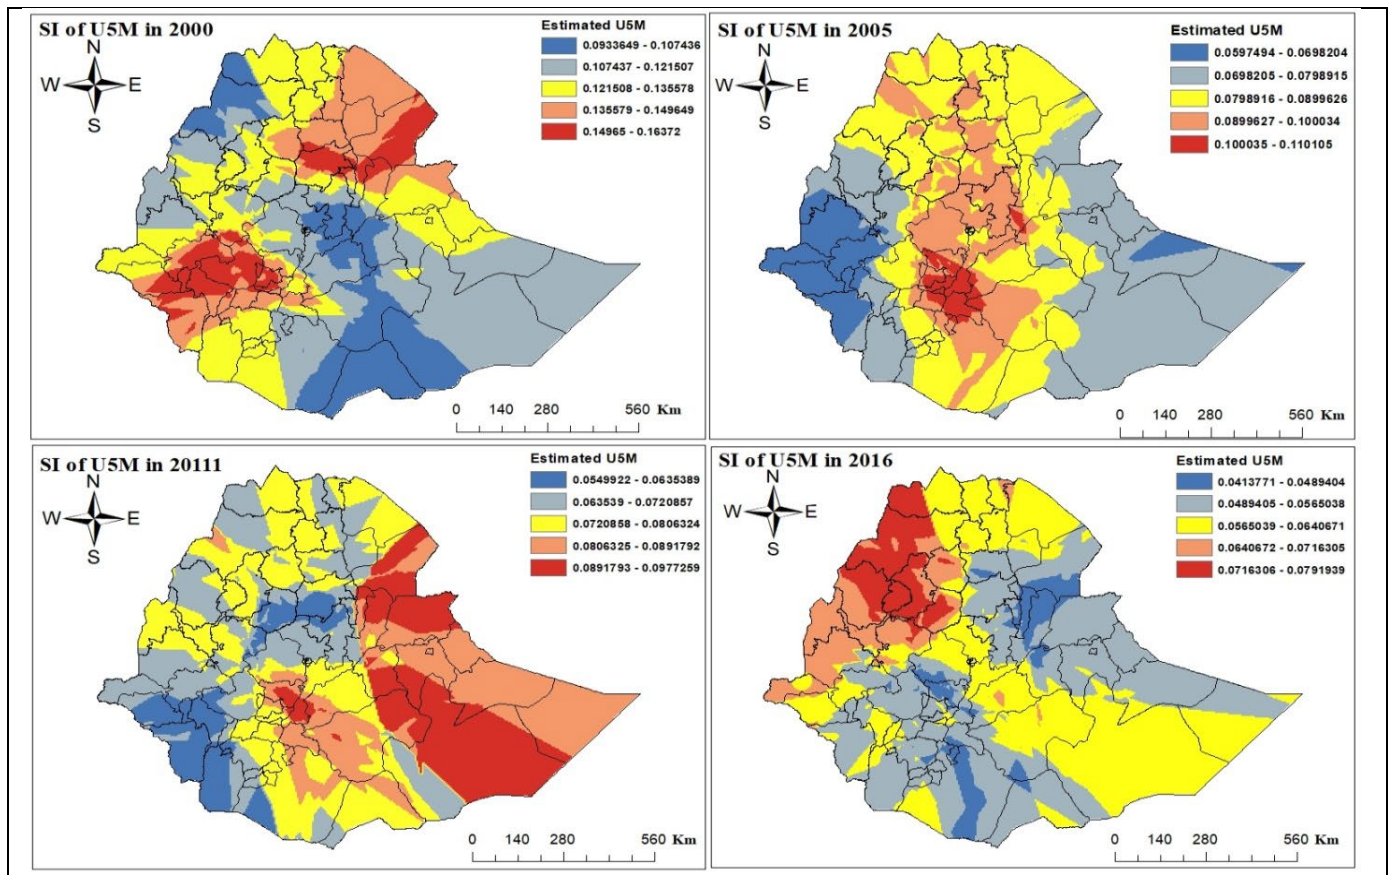 SI of U5M in 2000
N
W E
S
Estimated U5M
0.0933649 - 0.107436
0.107437 - 0.121507
0.121508 - 0.135578
0.135579 - 0.149649
0.14965 - 0.16372
0 140 280 560 Km
SI of U5M in 2005
N
W E
S
Estimated U5M
0.0597494 - 0.0698204
0.0698205 - 0.0798915
0.0798916 - 0.0899626
0.0899627 - 0.100034
0.100035 - 0.110105
0 140 280 560 Km
SI of U5M in 20111
N
W E
S
Estimated U5M
0.0549922 - 0.0635389
0.063539 - 0.0720857
0.0720858 - 0.0806324
0.0806325 - 0.0891792
0.0891793 - 0.0977259
0 140 280 560 Km
SI of U5M in 2016
N
W E
S
Estimated U5M
0.0413771 - 0.0489404
0.0489405 - 0.0565038
0.0565039 - 0.0640671
0.0640672 - 0.0716305
0.0716306 - 0.0791939
0 140 280 560 Km